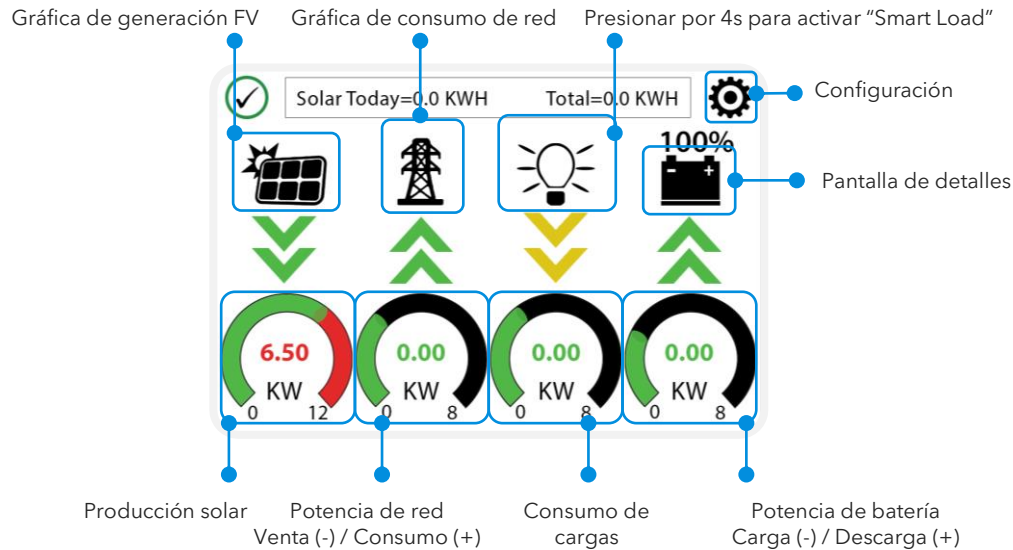 Gráfica de generación FV
Gráfica de consumo de red
Presionar por 4s para activar “Smart Load”
Solar Today=0.0 KWH
Total=0.0 KWH
Configuración
100%
Pantalla de detalles
6.50
KW
0 12
0.00
KW
0 8
0.00
KW
0 8
0.00
KW
0 8
Producción solar
Potencia de red
Venta (-) / Consumo (+)
Consumo de
cargas
Potencia de batería
Carga (-) / Descarga (+)